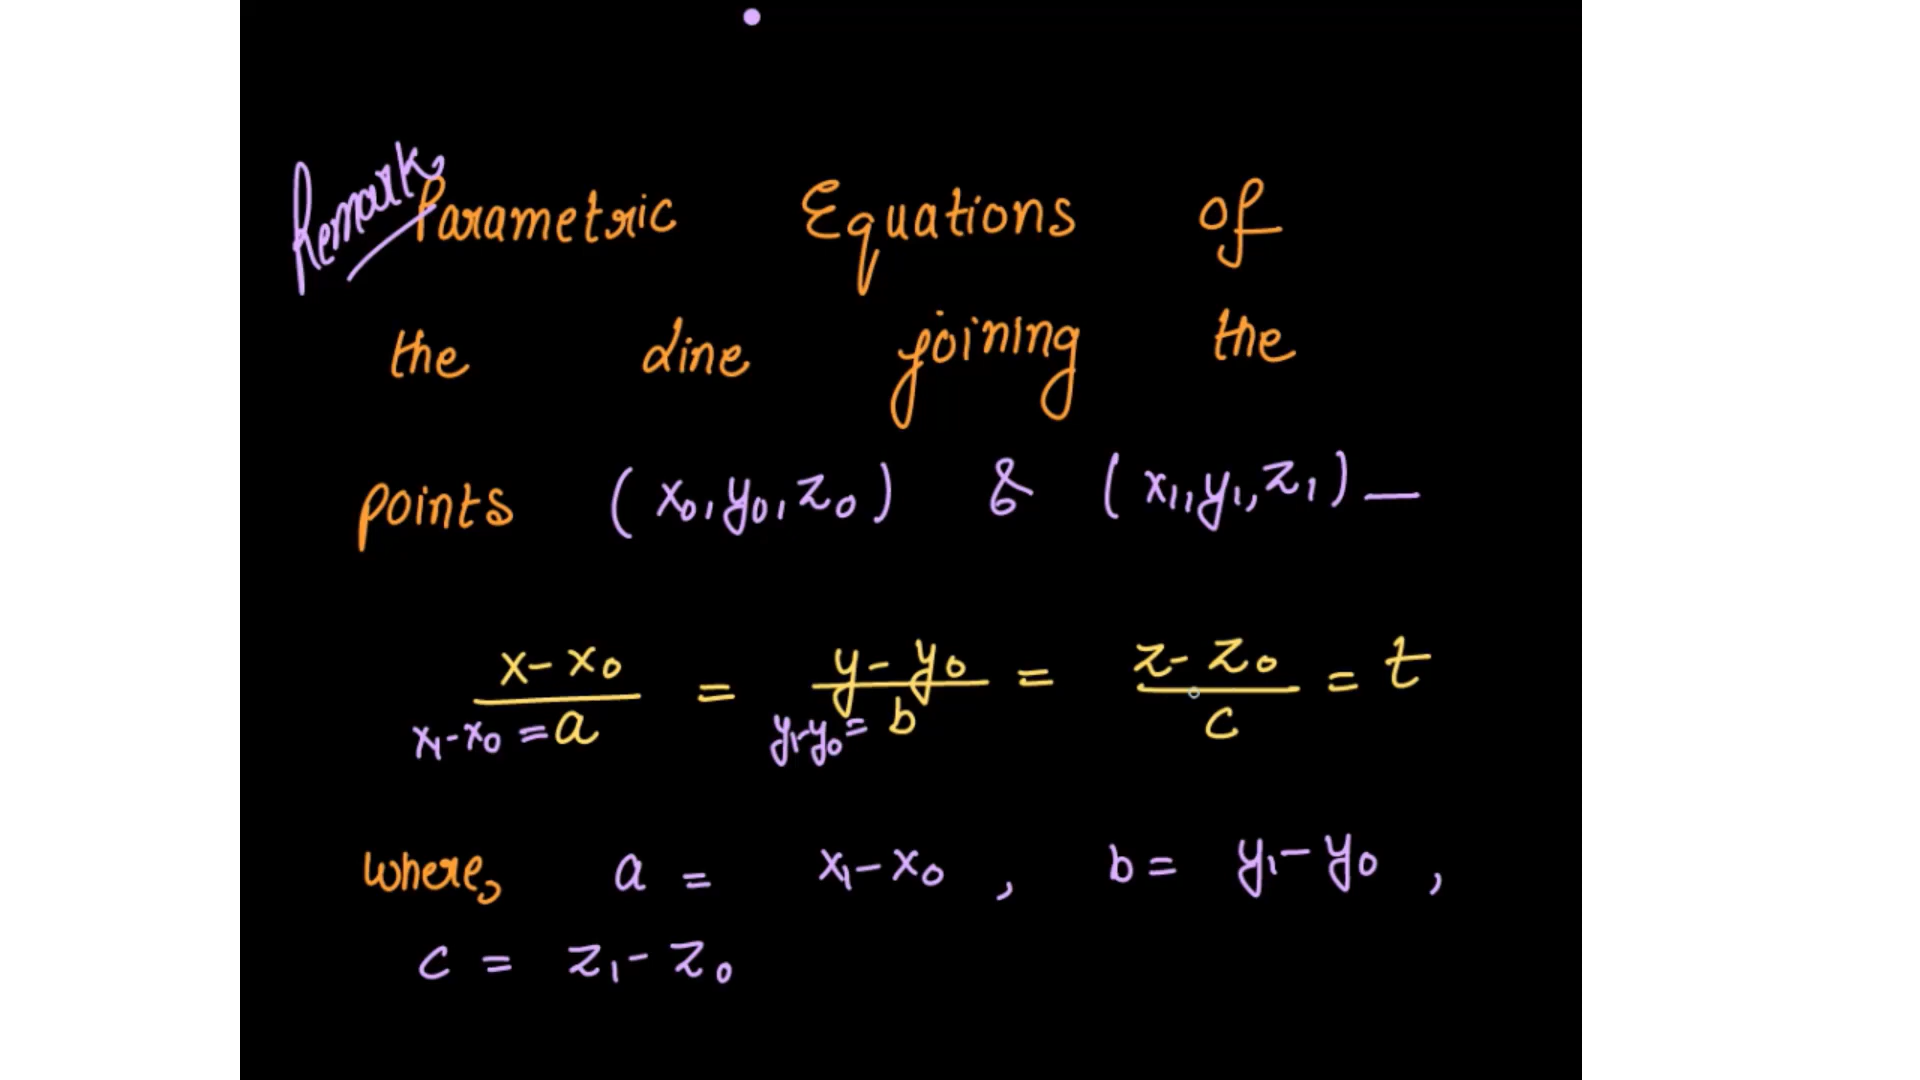 Remark
Parametric Equations of
the Line joining the
points (x₀, y₀, z₀) & (x₁, y₁, z₁) —
x - x₀ / a = y - y₀ / b = z - z₀ / c = t
x₁ - x₀ = y₁ - y₀ =
where, a = x₁ - x₀ , b = y₁ - y₀ ,
c = z₁ - z₀